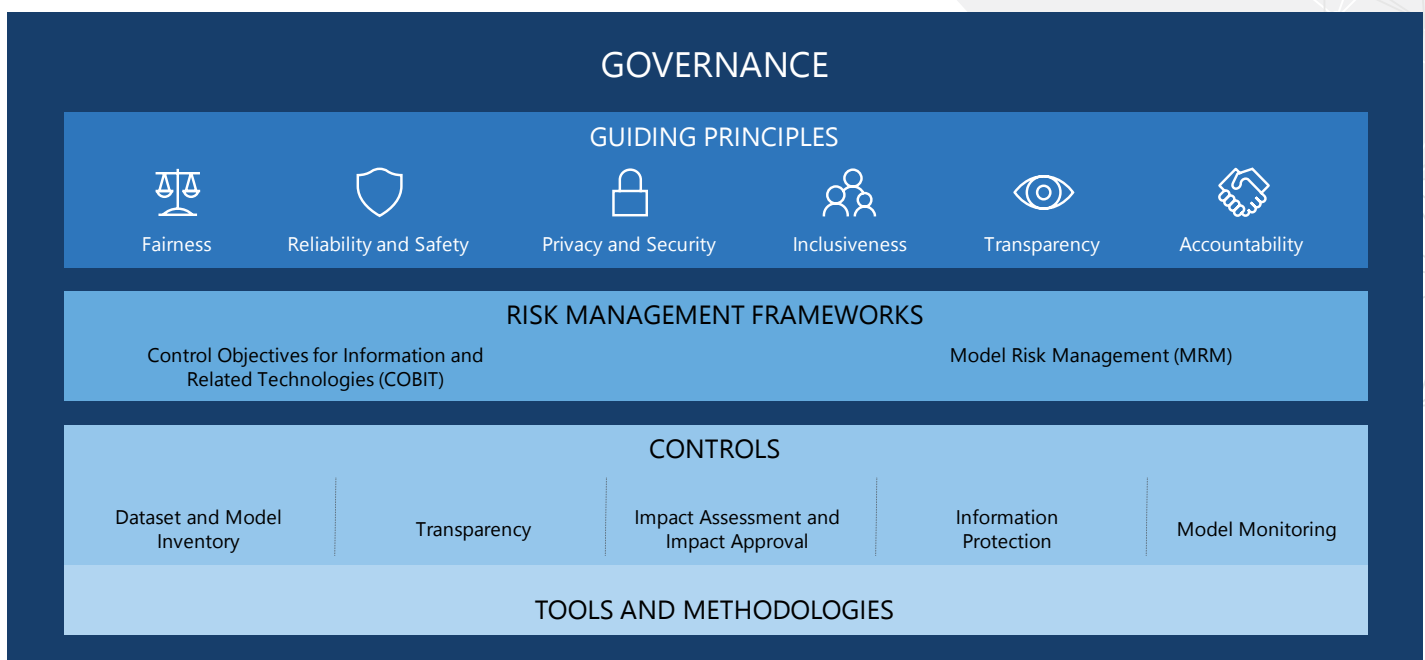 GOVERNANCE
GUIDING PRINCIPLES
Fairness
Reliability and Safety
Privacy and Security
Inclusiveness
Transparency
Accountability
RISK MANAGEMENT FRAMEWORKS
Control Objectives for Information and
Related Technologies (COBIT)
Model Risk Management (MRM)
CONTROLS
Dataset and Model
Inventory
Transparency
Impact Assessment and
Impact Approval
Information
Protection
Model Monitoring
TOOLS AND METHODOLOGIES